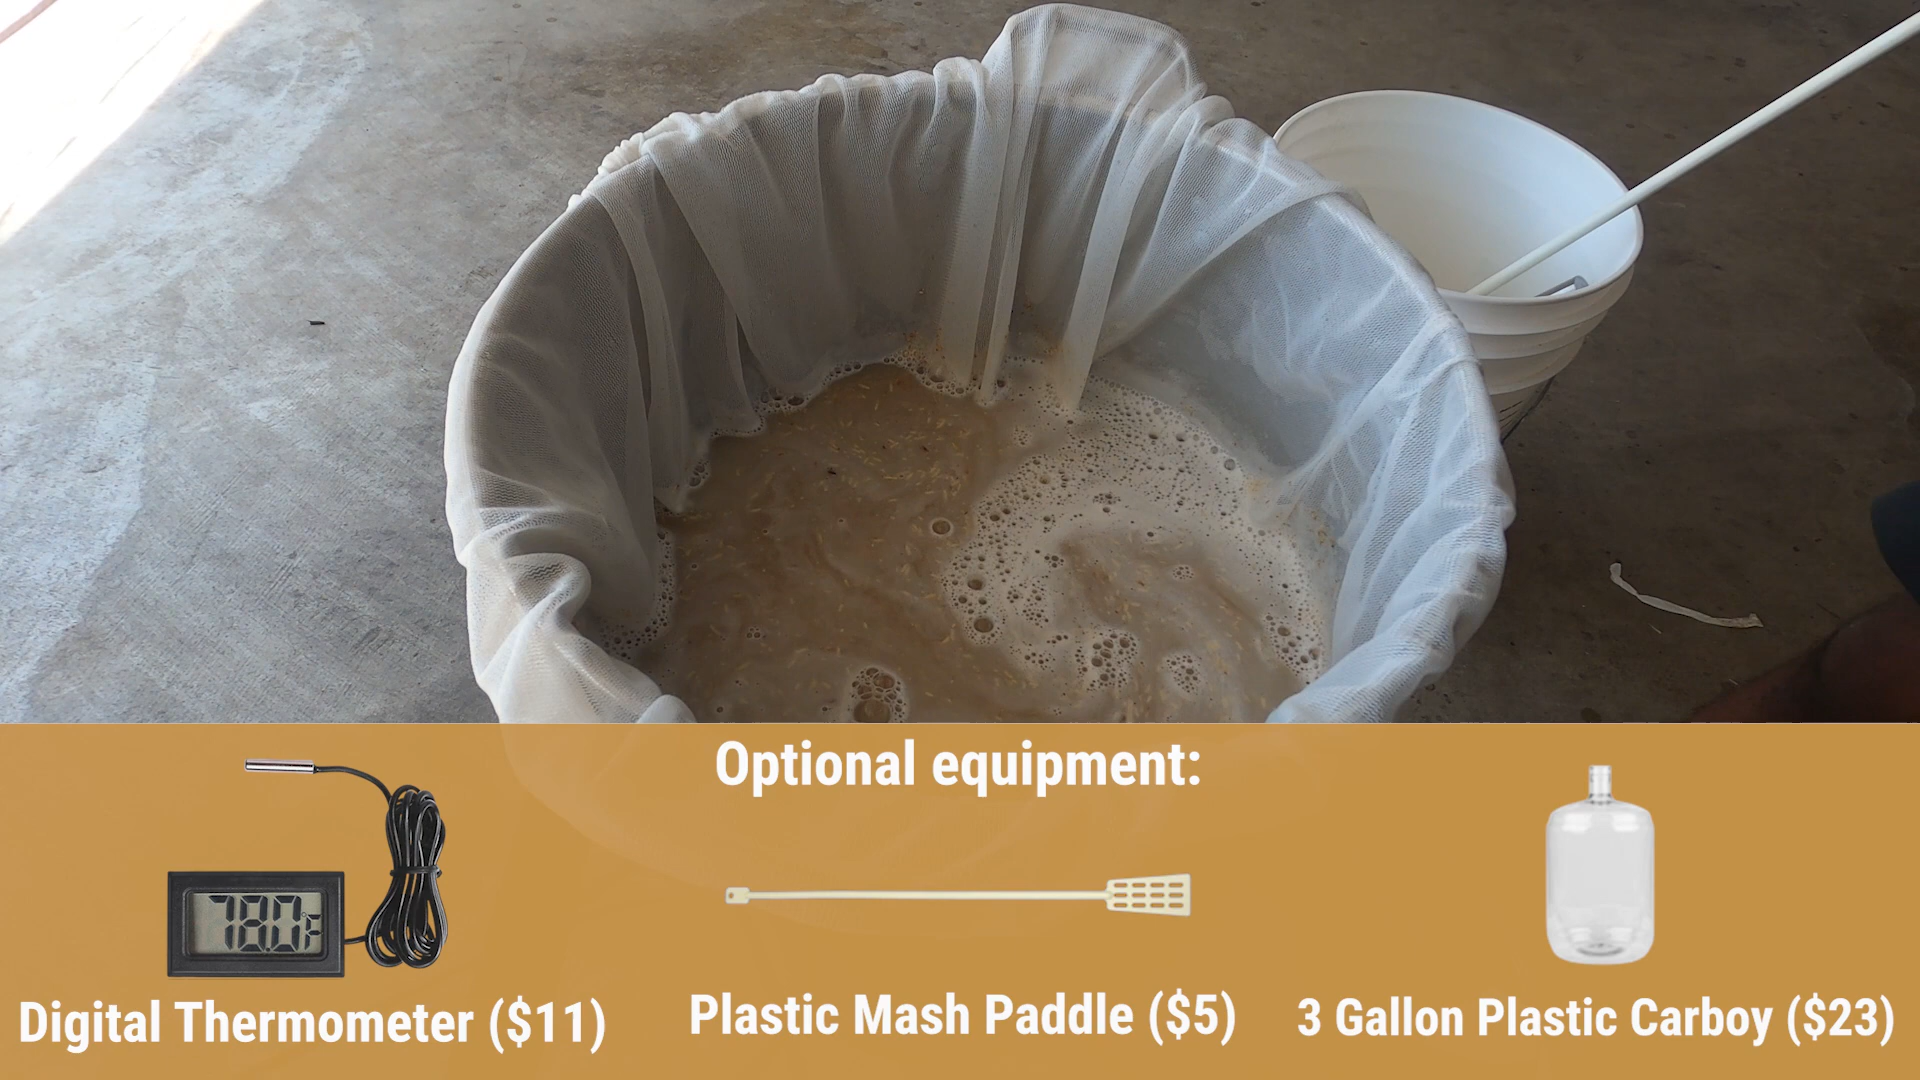 Optional equipment:
78.0°F
Digital Thermometer ($11)
Plastic Mash Paddle ($5)
3 Gallon Plastic Carboy ($23)